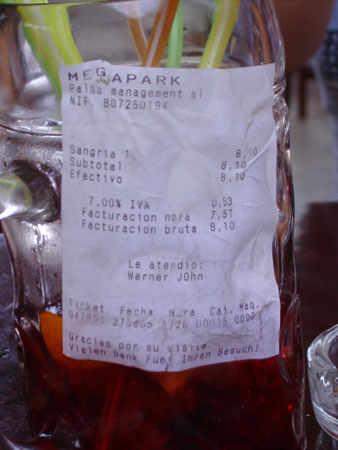 MEGAPARK
Palma management sl
NIF. B07250194
Sangria 1 8,10
Subtotal 8,10
Efectivo 8,10
7,00% IVA 0,53
Facturacion neta 7,57
Facturacion bruta 8,10
Le atendio:
Werner JOhn
Ticket Fecha Hora Caj. Maq.
Gracias por su visita
Vielen Dank Fuer Ihren Besuch!